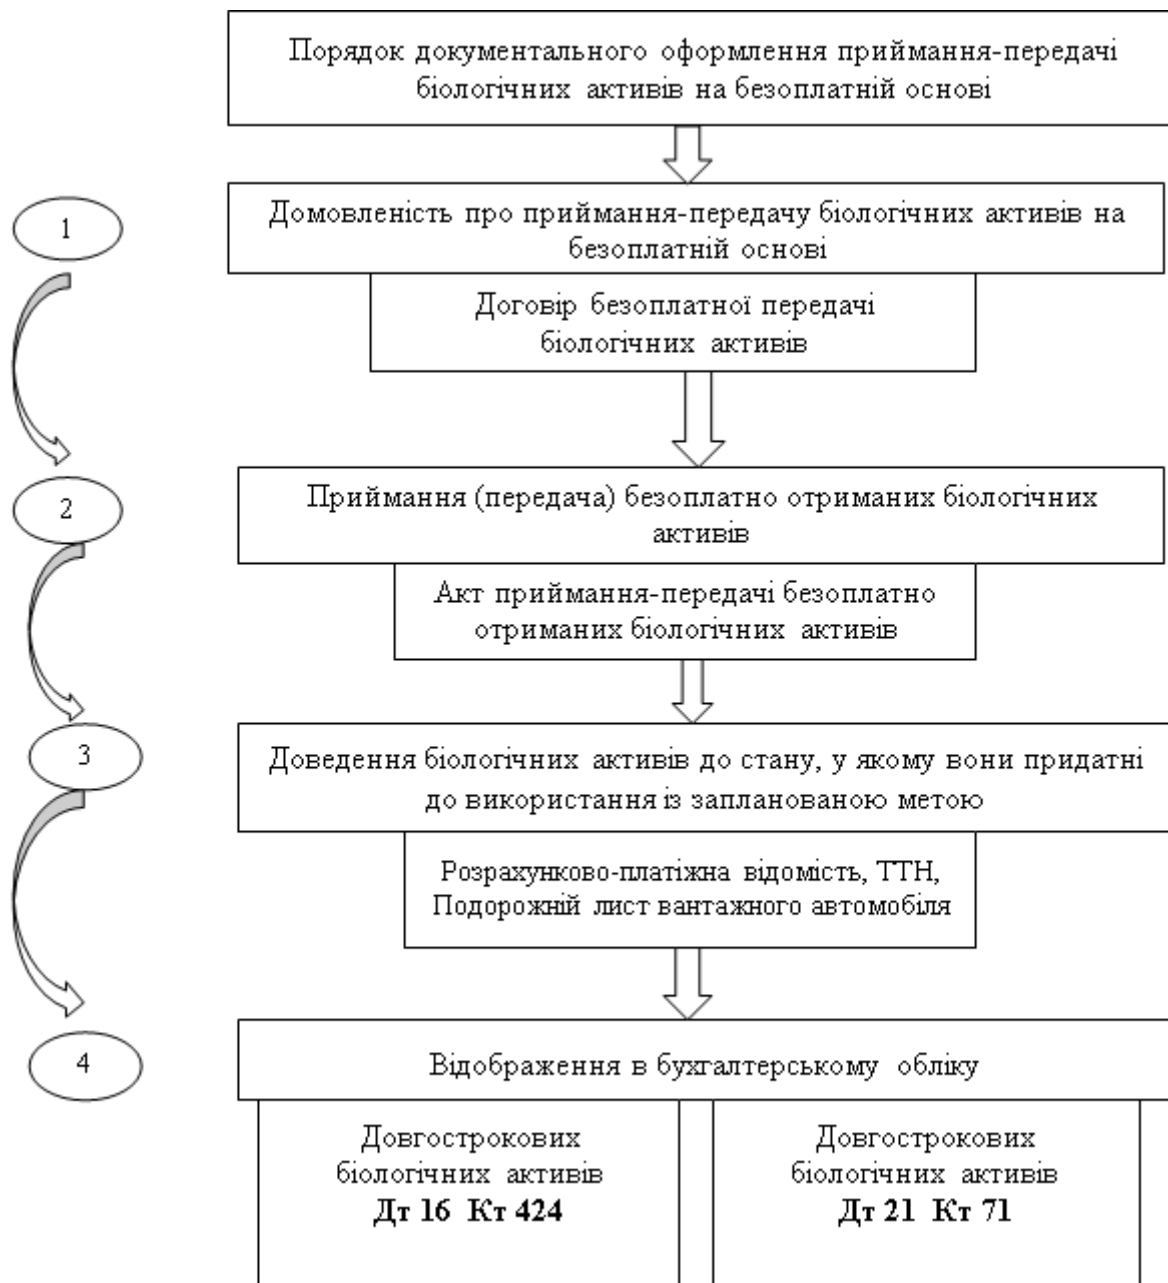 Порядок документального оформлення приймання-передачі
біологічних активів на безоплатній основі
1
Домовленість про приймання-передачу біологічних активів на
безоплатній основі
Договір безоплатної передачі
біологічних активів
2
Приймання (передача) безоплатно отриманих біологічних
активів
Акт приймання-передачі безоплатно
отриманих біологічних активів
3
Доведення біологічних активів до стану, у якому вони придатні
до використання із запланованою метою
Розрахунково-платіжна відомість, ТТН,
Подорожній лист вантажного автомобіля
4
Відображення в бухгалтерському обліку
Довгострокових
біологічних активів
Дт 16 Кт 424
Довгострокових
біологічних активів
Дт 21 Кт 71